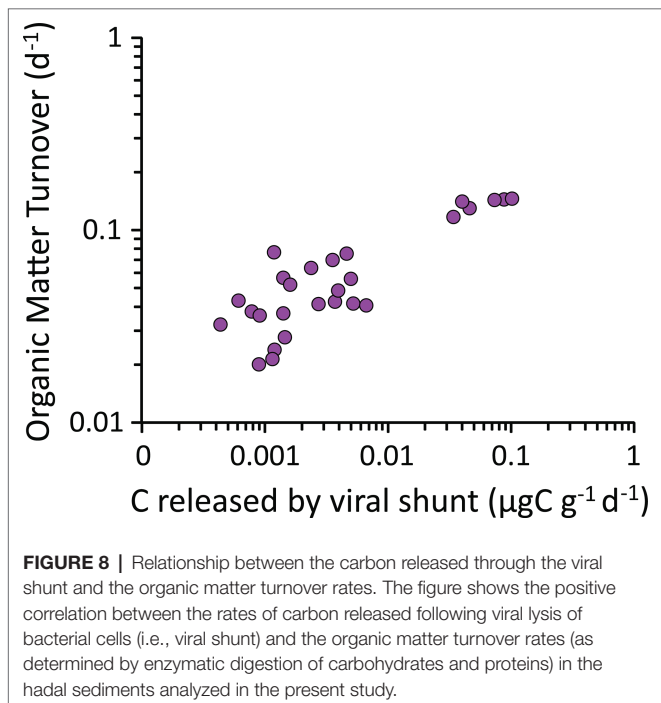 1
0.1
0.01
Organic Matter Turnover (d-1)
0 0.001 0.01 0.1 1
C released by viral shunt (µgC g-1 d-1)
FIGURE 8 | Relationship between the carbon released through the viral
shunt and the organic matter turnover rates. The figure shows the positive
correlation between the rates of carbon released following viral lysis of
bacterial cells (i.e., viral shunt) and the organic matter turnover rates (as
determined by enzymatic digestion of carbohydrates and proteins) in the
hadal sediments analyzed in the present study.